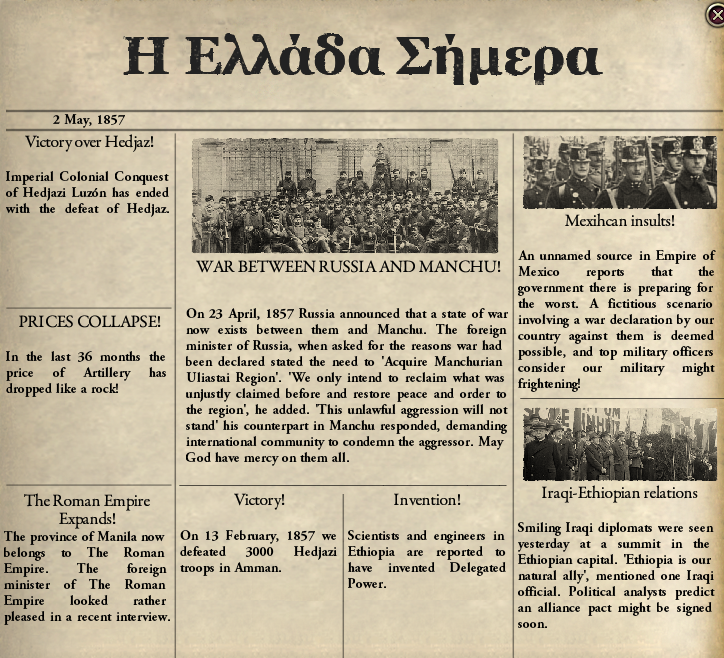 Η Ελλάδα Σήμερα
2 May, 1857
Victory over Hedjaz!
Imperial Colonial Conquest
of Hedjazi Luzón has ended
with the defeat of Hedjaz.
PRICES COLLAPSE!
In the last 36 months the
price of Artillery has
dropped like a rock!
The Roman Empire
Expands!
The province of Manila now
belongs to The Roman
Empire. The foreign
minister of The Roman
Empire looked rather
pleased in a recent interview.
WAR BETWEEN RUSSIA AND MANCHU!
On 23 April, 1857 Russia announced that a state of war
now exists between them and Manchu. The foreign
minister of Russia, when asked for the reasons war had
been declared stated the need to 'Acquire Manchurian
Uliastai Region'. 'We only intend to reclaim what was
unjustly claimed before and restore peace and order to
the region', he added. 'This unlawful aggression will not
stand' his counterpart in Manchu responded, demanding
international community to condemn the aggressor. May
God have mercy on them all.
Victory!
On 13 February, 1857 we
defeated 3000 Hedjazi
troops in Amman.
Invention!
Scientists and engineers in
Ethiopia are reported to
have invented Delegated
Power.
Mexihcan insults!
An unnamed source in Empire of
Mexico reports that the
government there is preparing for
the worst. A fictitious scenario
involving a war declaration by our
country against them is deemed
possible, and top military officers
consider our military might
frightening!
Iraqi-Ethiopian relations
Smiling Iraqi diplomats were seen
yesterday at a summit in the
Ethiopian capital. 'Ethiopia is our
natural ally', mentioned one Iraqi
official. Political analysts predict
an alliance pact might be signed
soon.